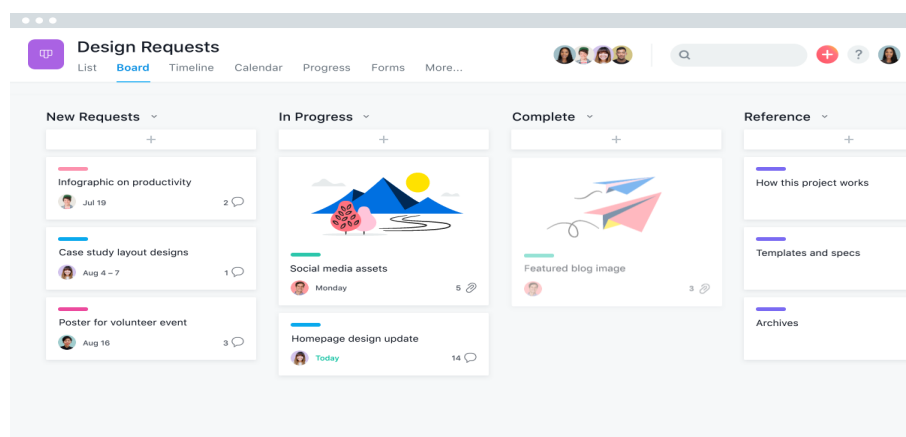 Design Requests
List Board Timeline Calendar Progress Forms More...
?
New Requests
In Progress
Complete
Reference
+
+
+
+
Infographic on productivity
Jul 19 2
Case study layout designs
Aug 4 – 7 1
Poster for volunteer event
Aug 16 3
Social media assets
Monday 5
Homepage design update
Today 14
Featured blog image
3
How this project works
Templates and specs
Archives